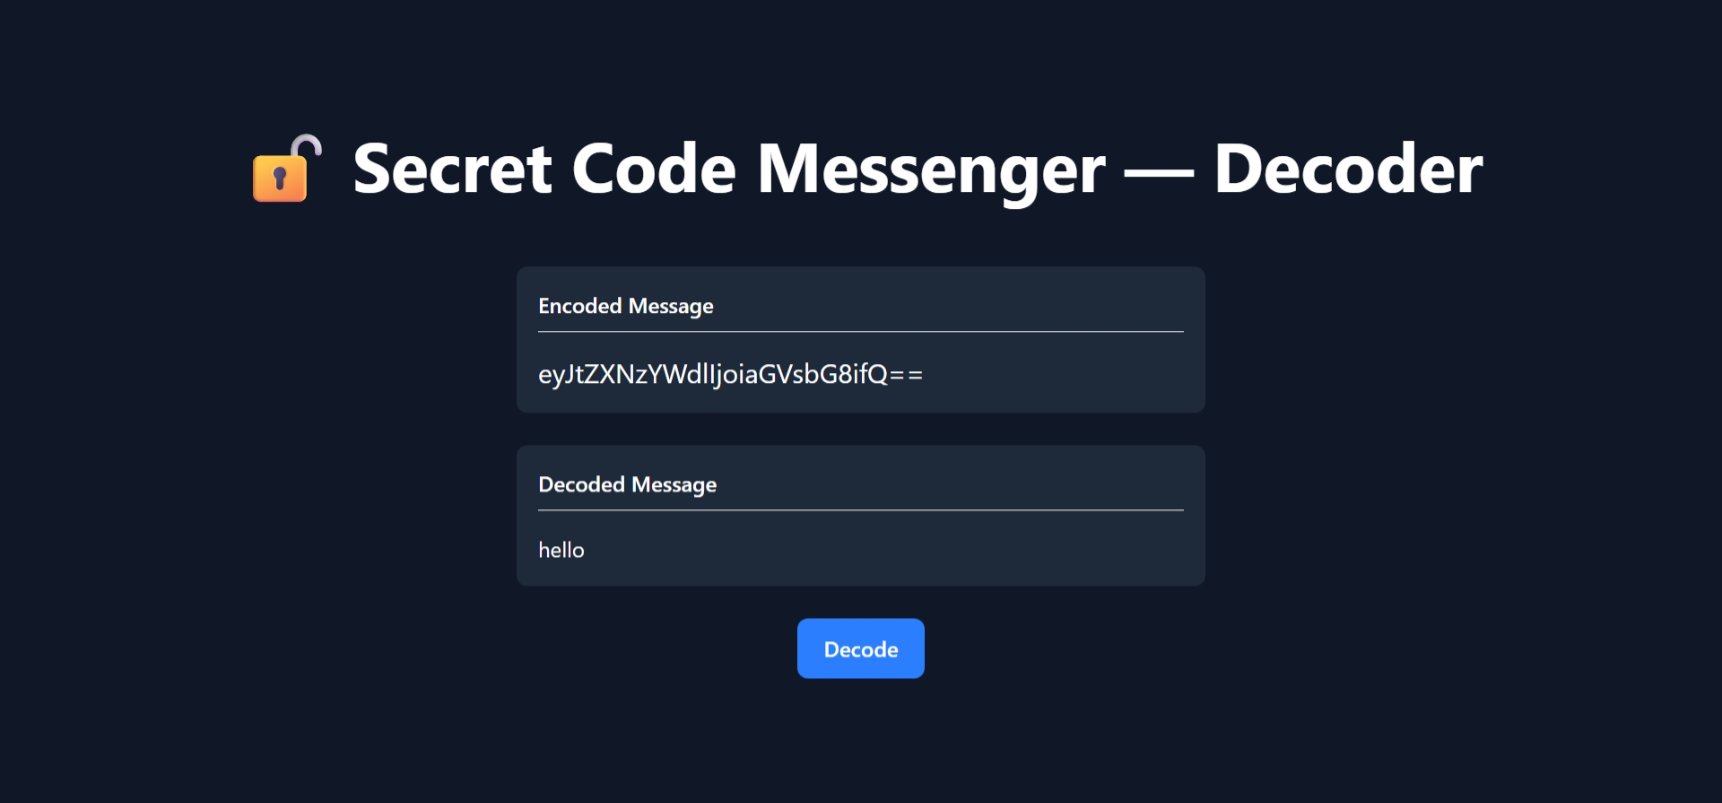 Secret Code Messenger — Decoder
Encoded Message
eyJtZXNzYWdlIjoiaGVsbG8ifQ==
Decoded Message
hello
Decode